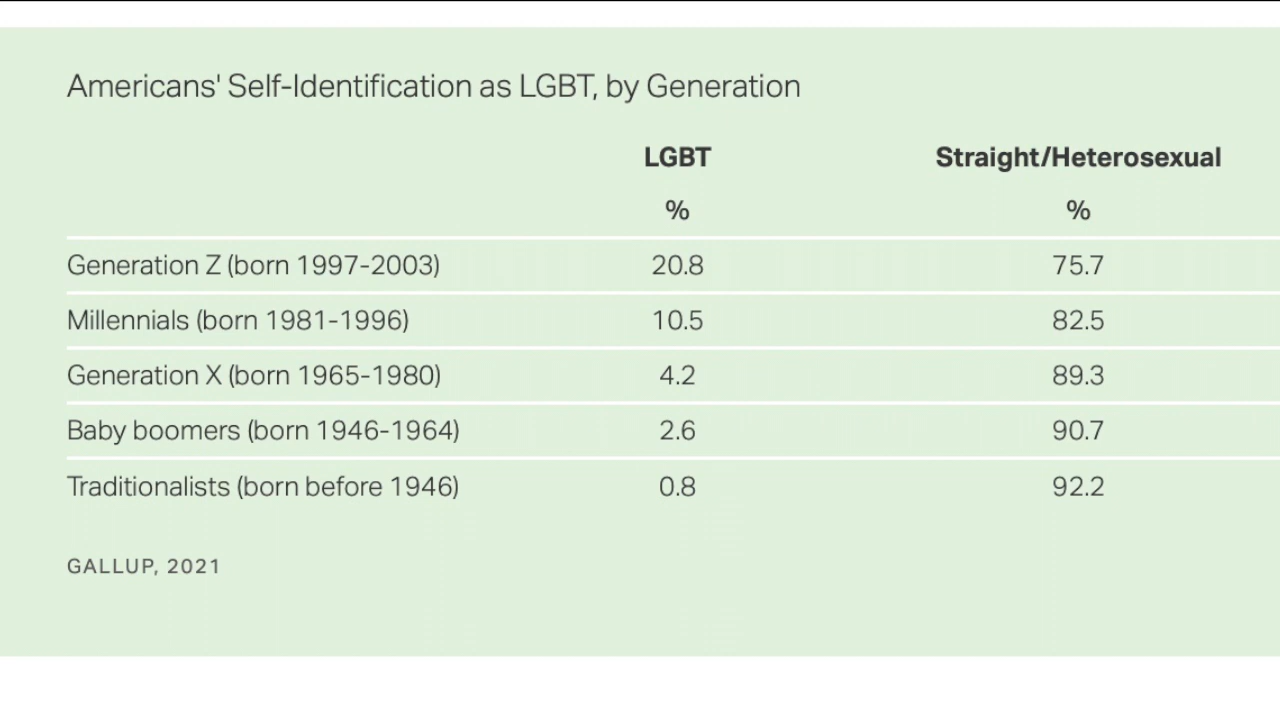 Americans' Self-Identification as LGBT, by Generation
LGBT Straight/Heterosexual
% %
Generation Z (born 1997-2003) 20.8 75.7
Millennials (born 1981-1996) 10.5 82.5
Generation X (born 1965-1980) 4.2 89.3
Baby boomers (born 1946-1964) 2.6 90.7
Traditionalists (born before 1946) 0.8 92.2
GALLUP, 2021